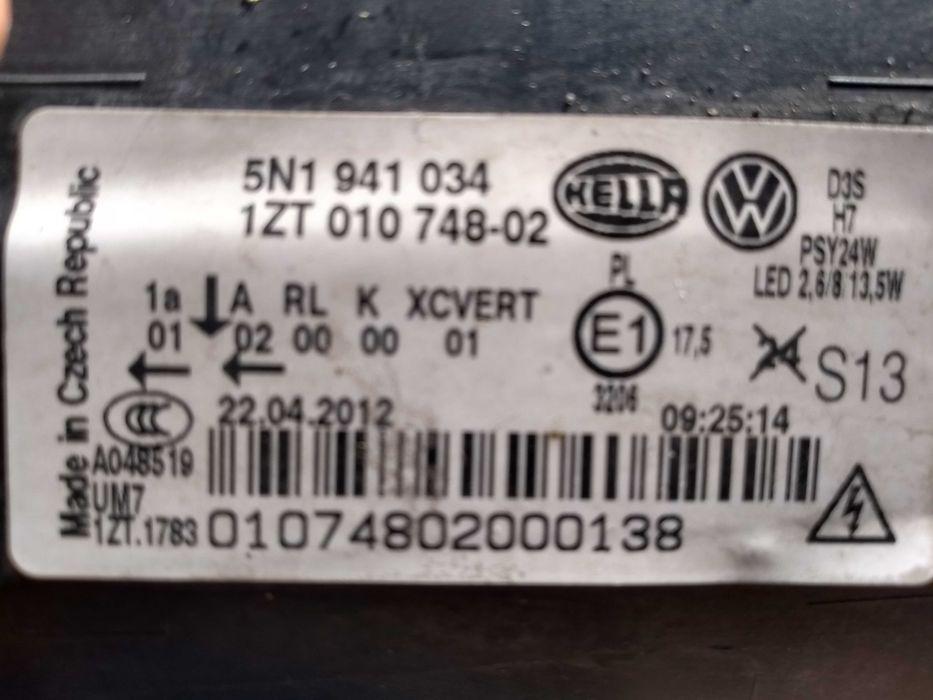 Made in Czech Republic
5N1 941 034
1ZT 010 748-02
HELLA
VW
D3S
H7
PSY24W
LED 2,6/8 13,5W
1a A RL K XCVERT
01 02 00 00 01
PL
E1
17,5
3206
24
S13
22.04.2012
09:25:14
A048519
UM7
1ZT.1783
01074802000138